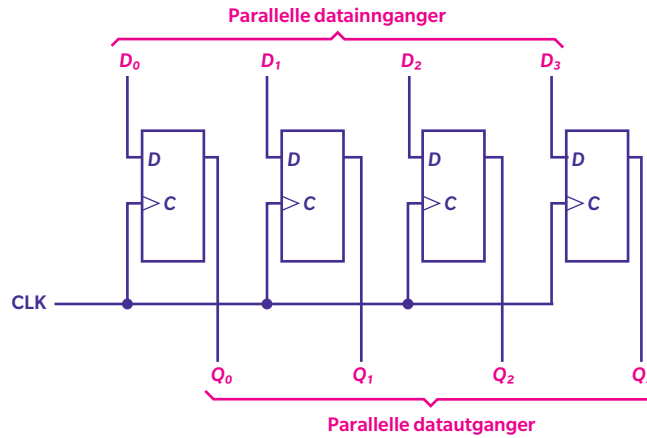 Parallelle datainnganger
D₀ D₁ D₂ D₃
D D D D
C C C C
CLK
Q₀ Q₁ Q₂
Parallelle datautganger